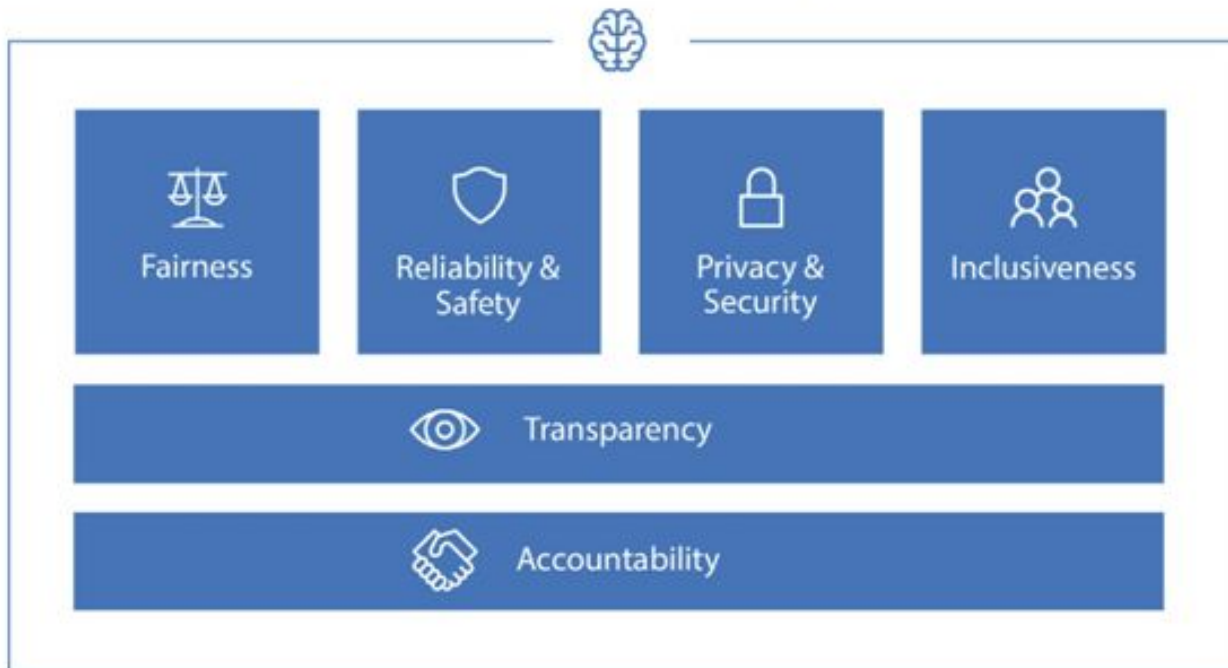 Fairness
Reliability &
Safety
Privacy &
Security
Inclusiveness
Transparency
Accountability